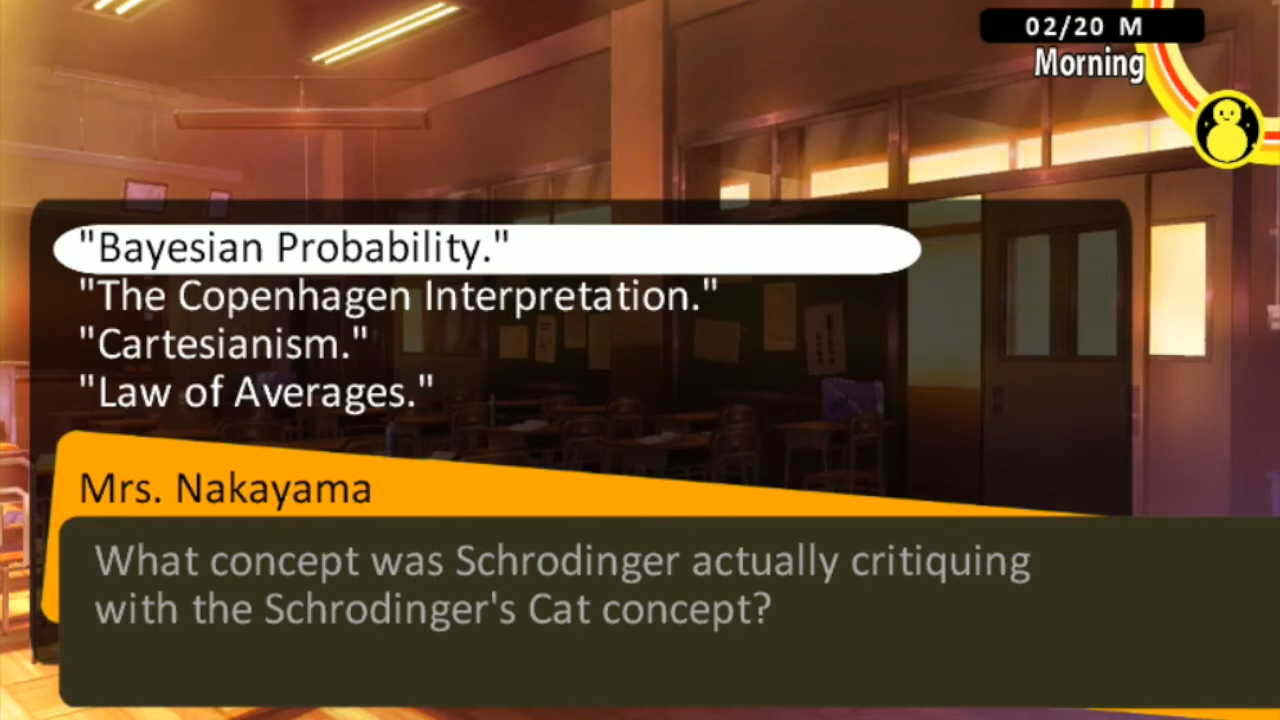 02/20 M
Morning
"Bayesian Probability."
"The Copenhagen Interpretation."
"Cartesianism."
"Law of Averages."
Mrs. Nakayama
What concept was Schrodinger actually critiquing
with the Schrodinger's Cat concept?